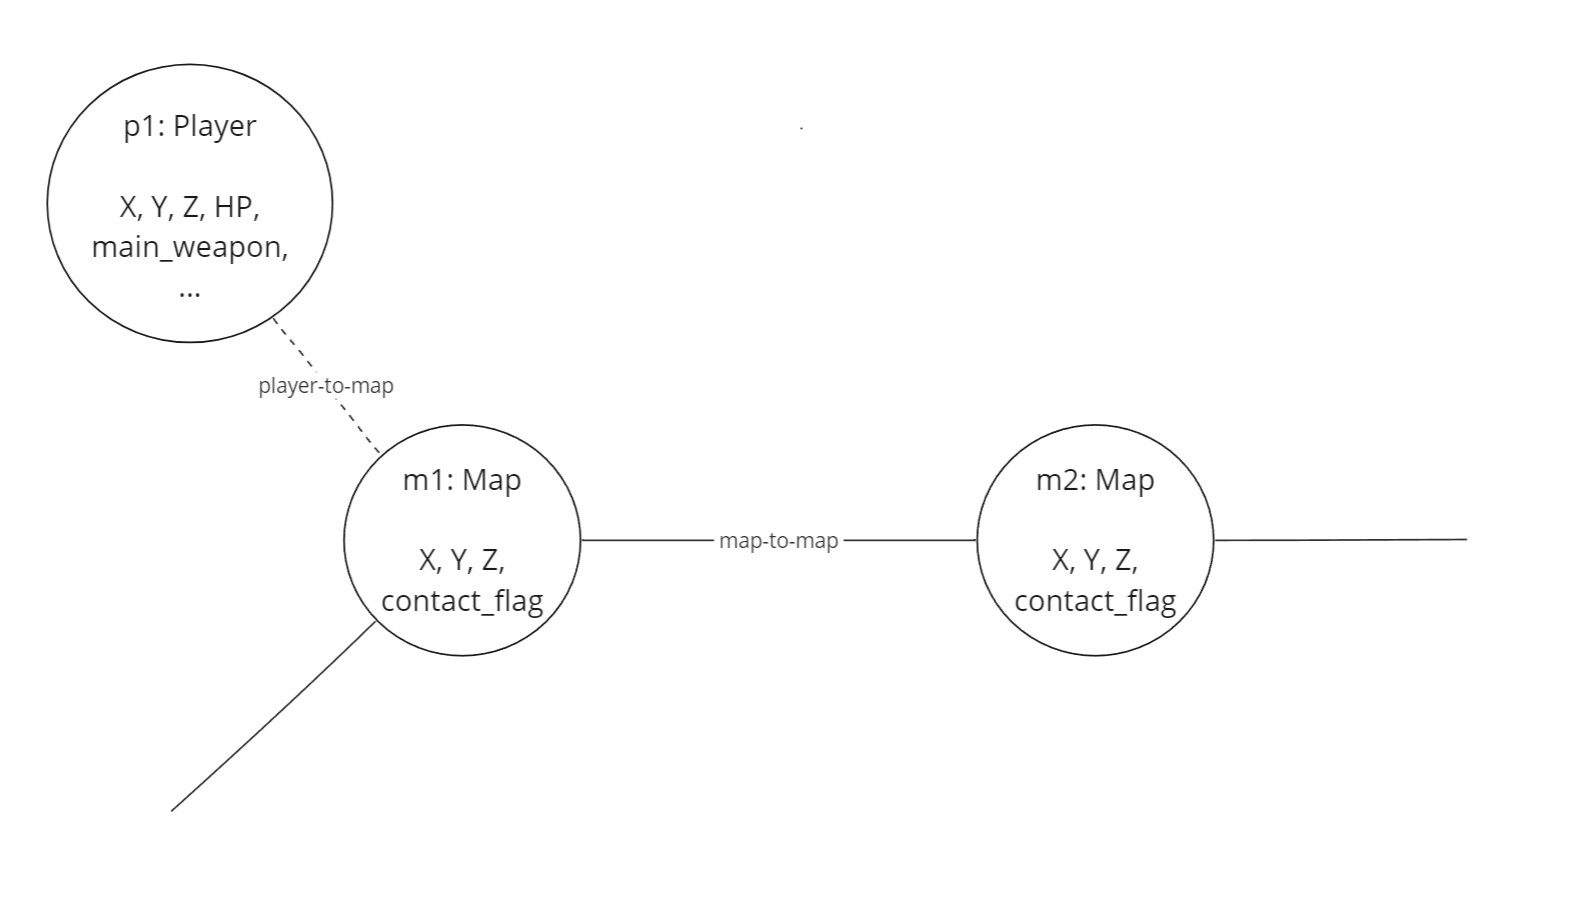 p1: Player
X, Y, Z, HP,
main_weapon,
...
player-to-map
m1: Map
X, Y, Z,
contact_flag
map-to-map
m2: Map
X, Y, Z,
contact_flag